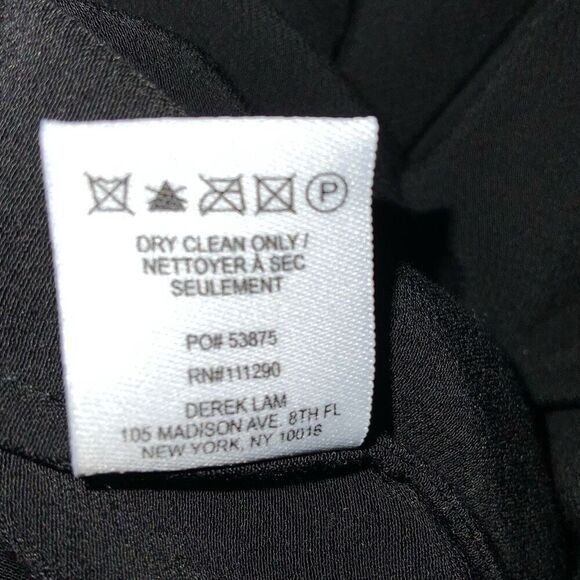 P
DRY CLEAN ONLY /
NETTOYER À SEC
SEULEMENT
PO# 53875
RN#111290
DEREK LAM
105 MADISON AVE. 8TH FL
NEW YORK, NY 10016